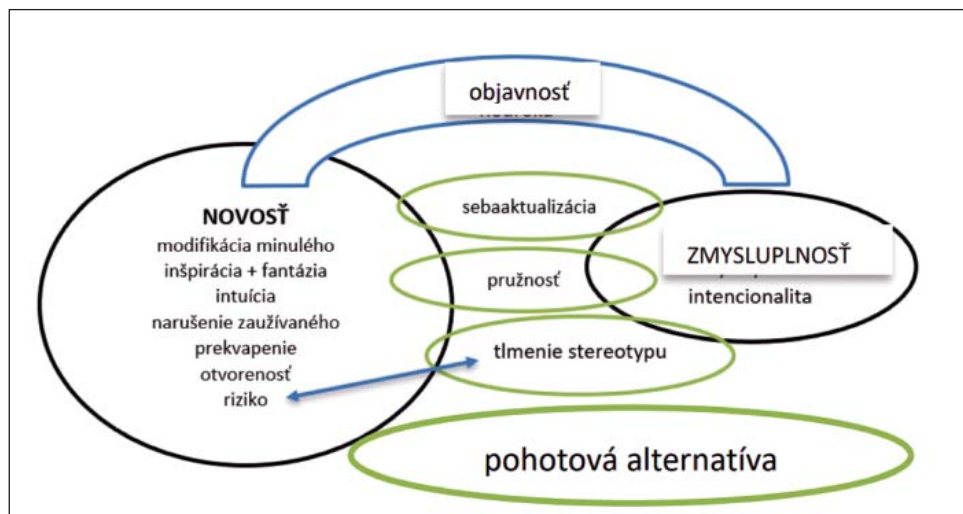 objavnosť
sebaaktualizácia
NOVOSŤ
modifikácia minulého
inšpirácia + fantázia
intuícia
narušenie zaužívaného
prekvapenie
otvorenosť
riziko
pružnosť
ZMYSLUPLNOSŤ
intencionalita
tlmenie stereotypu
pohotová alternatíva